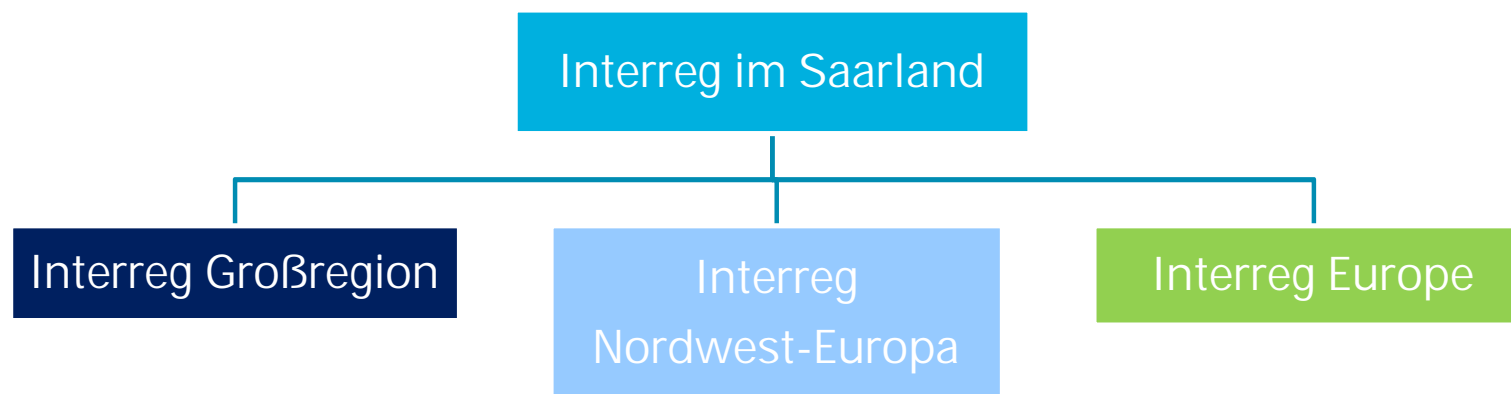 Interreg im Saarland
Interreg Großregion
Interreg
Nordwest-Europa
Interreg Europe